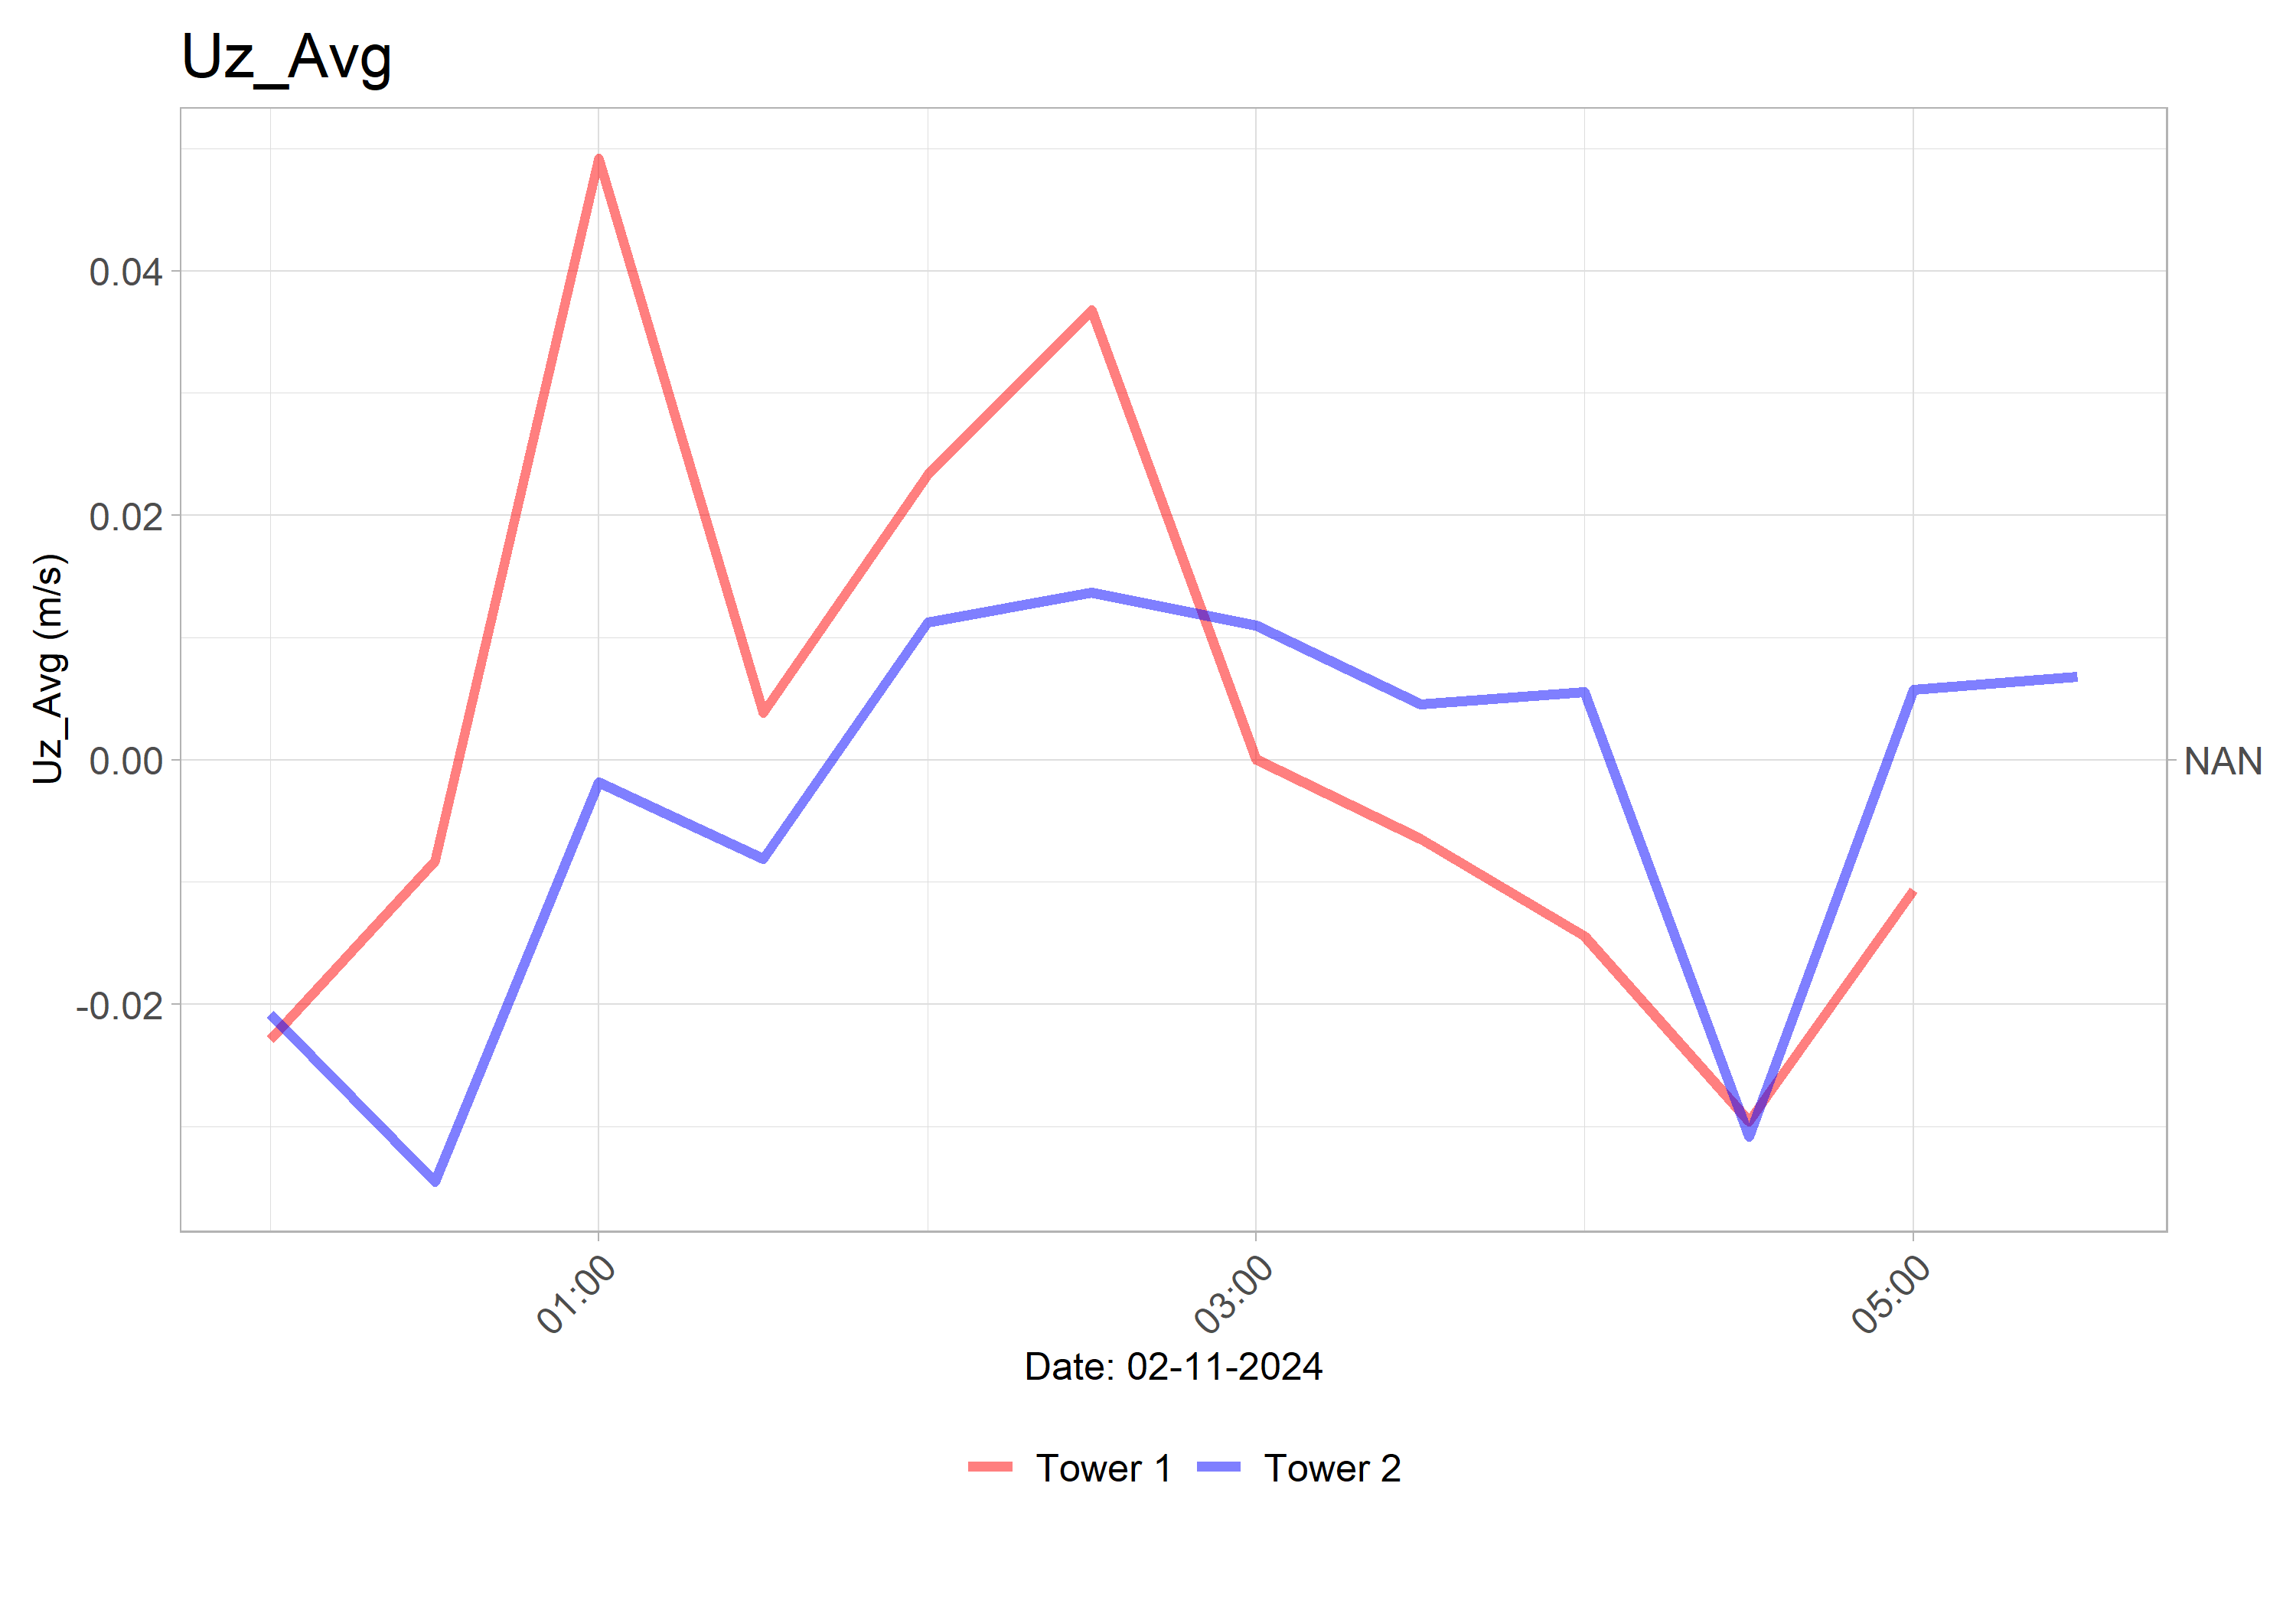 Uz_Avg
Uz_Avg (m/s)
0.04
0.02
0.00
-0.02
NAN
01:00
03:00
05:00
Date: 02-11-2024
Tower 1
Tower 2